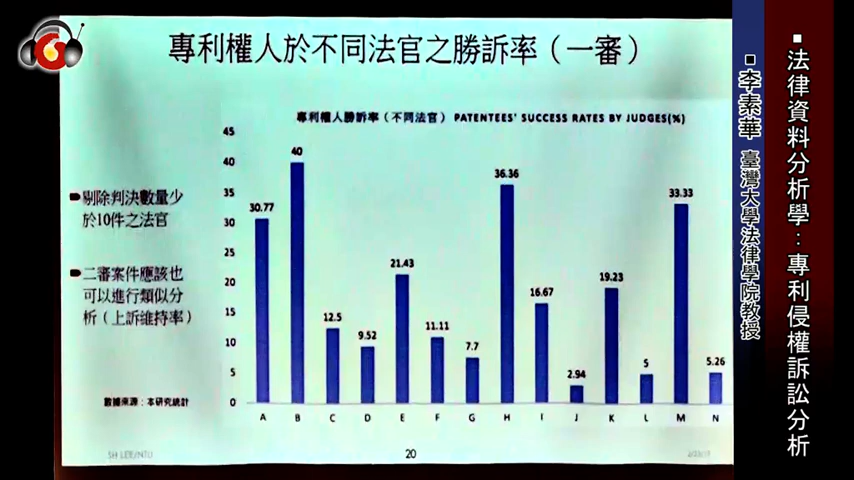 專利權人於不同法官之勝訴率（一審）
專利權人勝訴率（不同法官） PATENTEES' SUCCESS RATES BY JUDGES(%)
剔除判決數量少
於10件之法官
二審案件應該也
可以進行類似分
析（上訴維持率）
數據來源：本研究統計
45
40
35
30
25
20
15
10
5
0
30.77
40
12.5
9.52
21.43
11.11
7.7
36.36
16.67
2.94
19.23
5
33.33
5.26
A B C D E F G H I J K L M N
SH LEE/NTU
20
法律資料分析學：專利侵權訴訟分析
李素華 臺灣大學法律學院教授